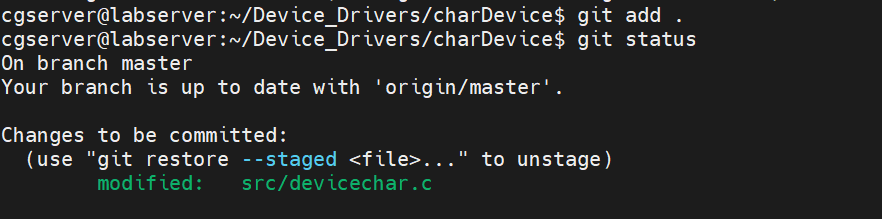 cgserver@labserver:~/Device_Drivers/charDevice$ git add .
cgserver@labserver:~/Device_Drivers/charDevice$ git status
On branch master
Your branch is up to date with 'origin/master'.
Changes to be committed:
  (use "git restore --staged <file>..." to unstage)
        modified:   src/devicechar.c